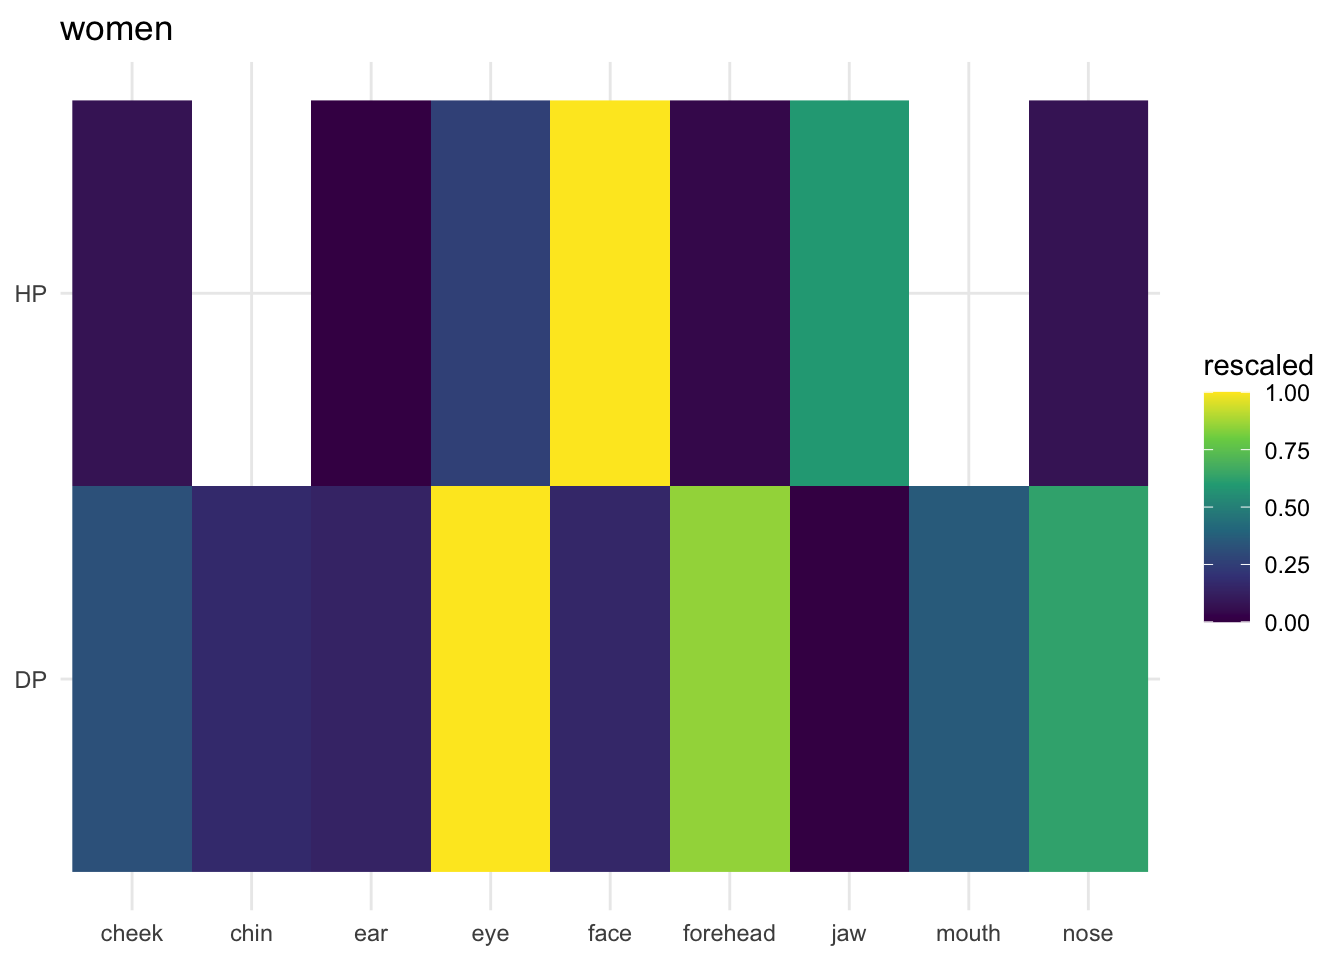 women
HP
DP
cheek chin ear eye face forehead jaw mouth nose
rescaled
1.00
0.75
0.50
0.25
0.00